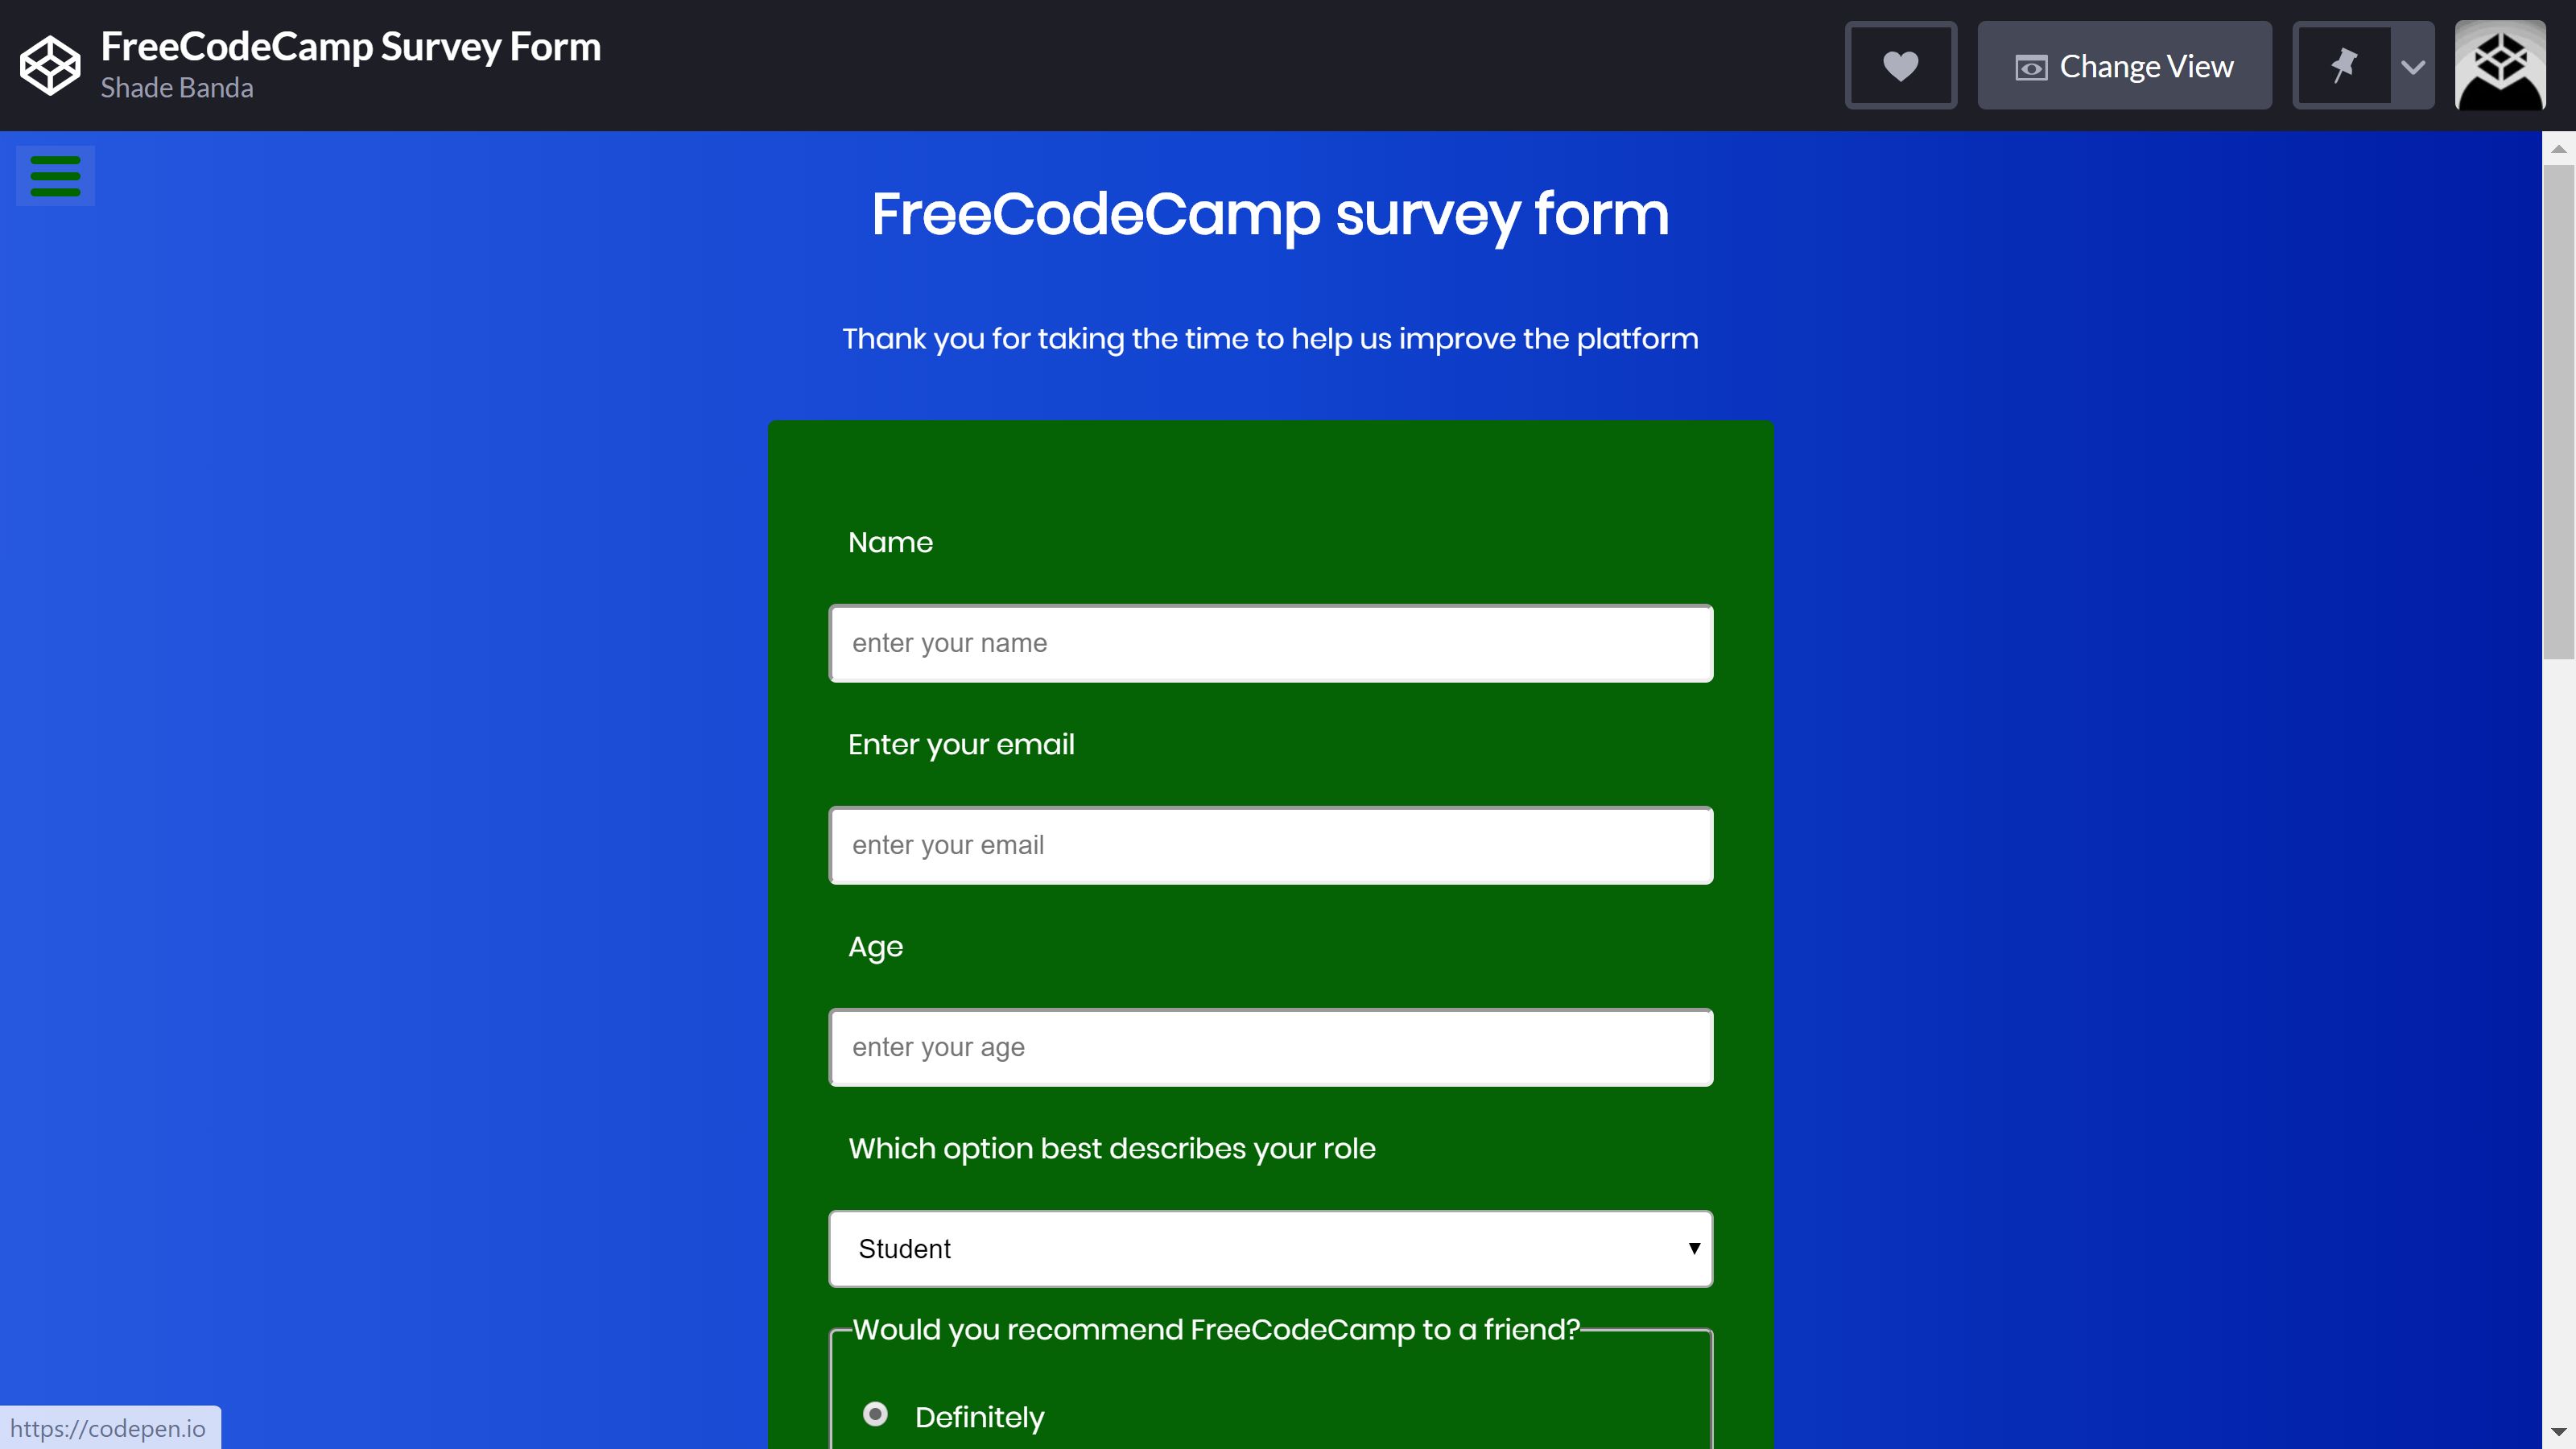 FreeCodeCamp Survey Form
Shade Banda
Change View
FreeCodeCamp survey form
Thank you for taking the time to help us improve the platform
Name
enter your name
Enter your email
enter your email
Age
enter your age
Which option best describes your role
Student
Would you recommend FreeCodeCamp to a friend?
Definitely
https://codepen.io